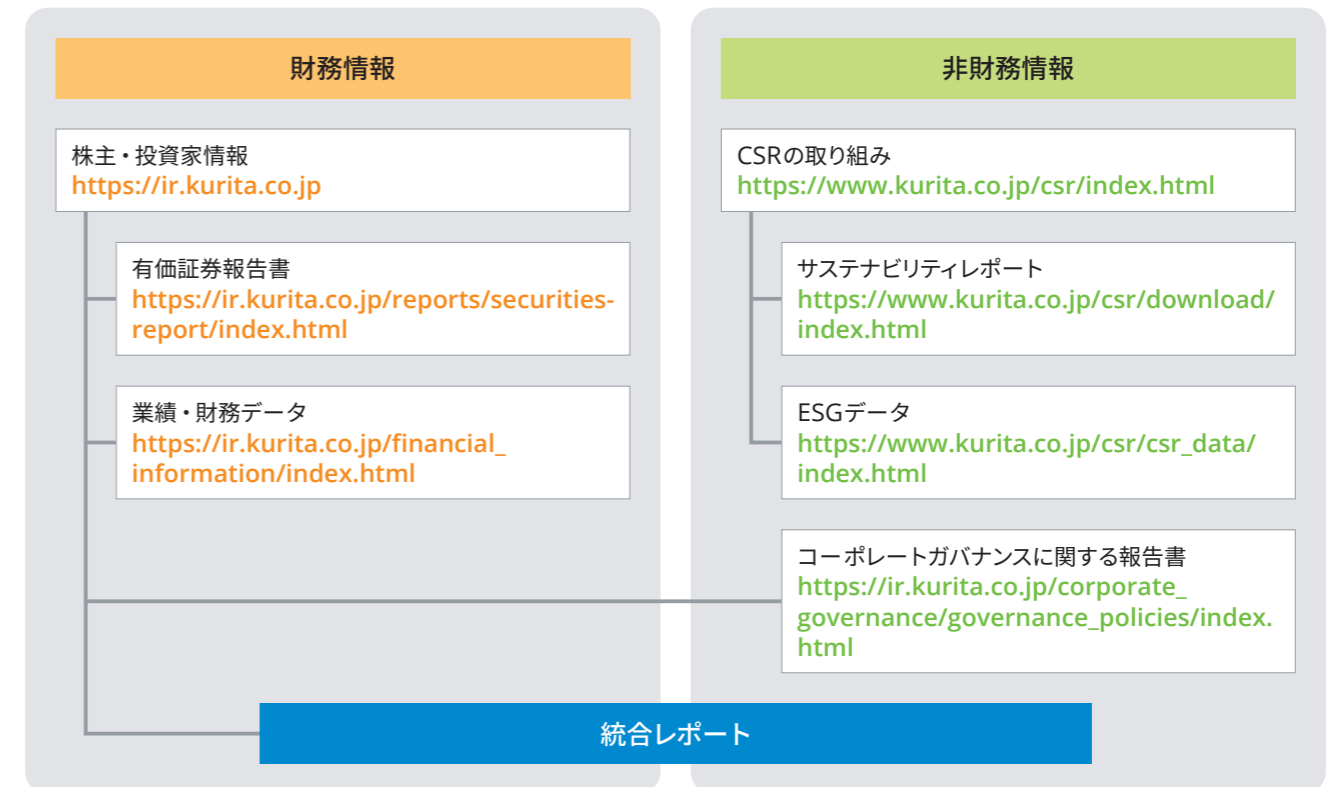 財務情報
株主・投資家情報
https://ir.kurita.co.jp
有価証券報告書
https://ir.kurita.co.jp/reports/securities-
report/index.html
業績・財務データ
https://ir.kurita.co.jp/financial_
information/index.html
非財務情報
CSRの取り組み
https://www.kurita.co.jp/csr/index.html
サステナビリティレポート
https://www.kurita.co.jp/csr/download/
index.html
ESGデータ
https://www.kurita.co.jp/csr/csr_data/
index.html
コーポレートガバナンスに関する報告書
https://ir.kurita.co.jp/corporate_
governance/governance_policies/index.
html
統合レポート